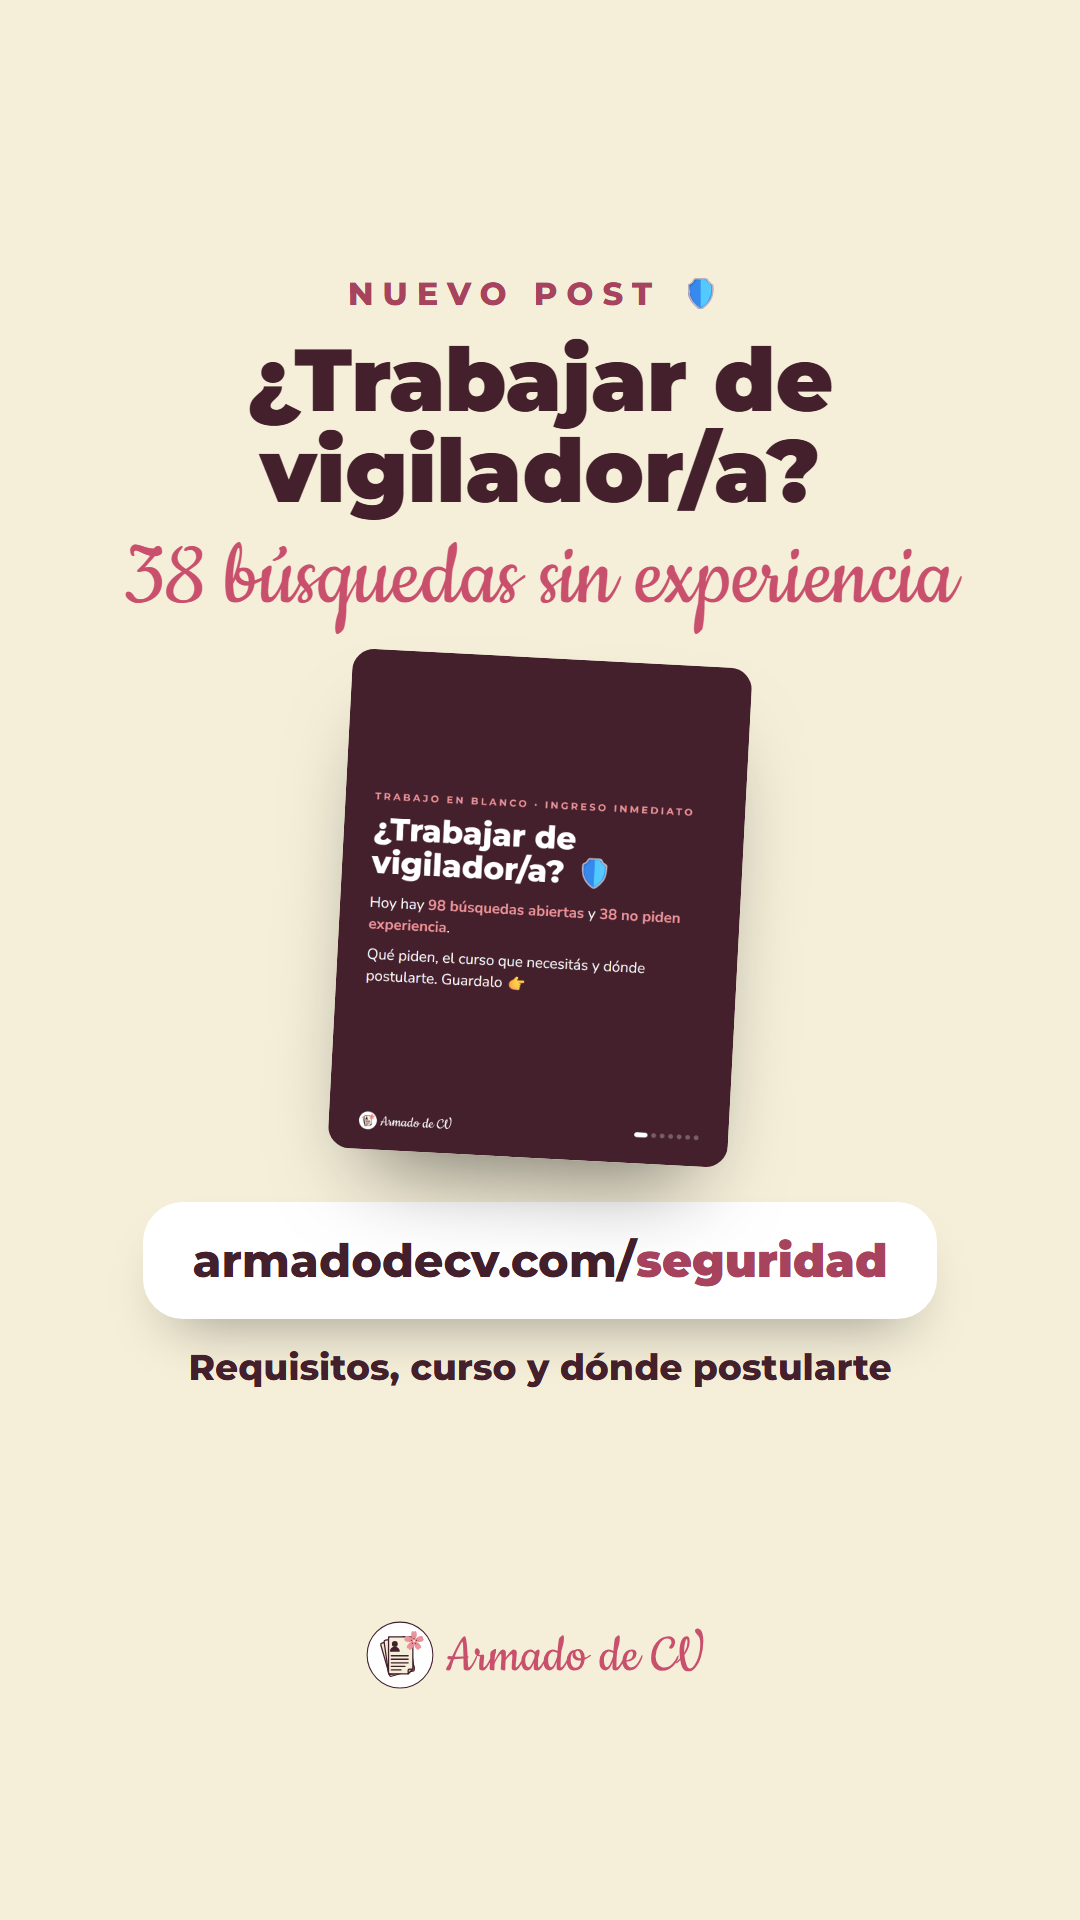 NUEVO POST 🛡️
¿Trabajar de
vigilador/a?
38 búsquedas sin experiencia
TRABAJO EN BLANCO · INGRESO INMEDIATO
¿Trabajar de
vigilador/a? 🛡️
Hoy hay 98 búsquedas abiertas y 38 no piden
experiencia.
Qué piden, el curso que necesitás y dónde
postularte. Guardalo 👉
Armado de CV
armadodecv.com/seguridad
Requisitos, curso y dónde postularte
Armado de CV